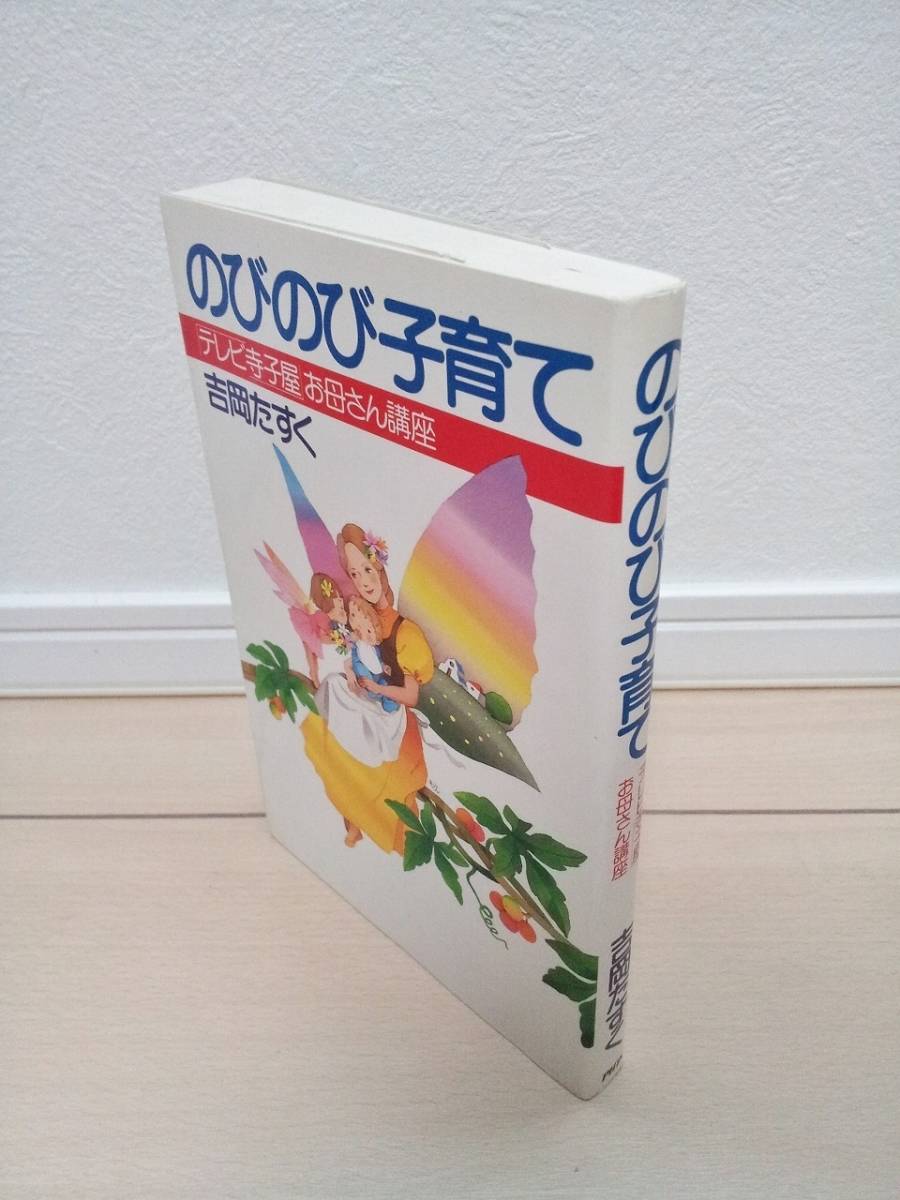 のびのび子育て
「テレビ寺子屋」お母さん講座
吉岡たすく
のびのび子育て
お母さん講座
吉岡たすく
PHP